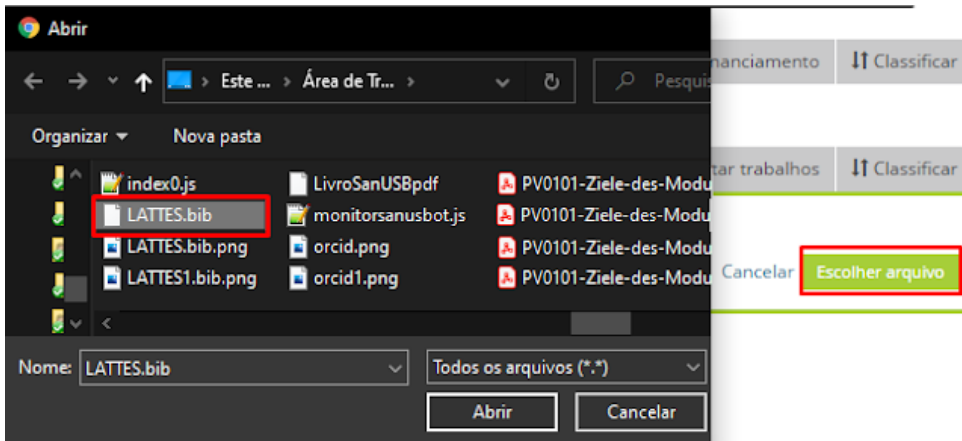 Abrir
Este ... > Área de Tr... >
Pesquis
Organizar
Nova pasta
index0.js
LivroSanUSBpdf
PV0101-Ziele-des-Modu
LATTES.bib
monitorsanusbot.js
PV0101-Ziele-des-Modu
LATTES.bib.png
orcid.png
PV0101-Ziele-des-Modu
LATTES1.bib.png
orcid1.png
PV0101-Ziele-des-Modu
Nome: LATTES.bib
Todos os arquivos (*.*)
Abrir
Cancelar
nanciamento
Classificar
tar trabalhos
Classificar
Cancelar
Escolher arquivo